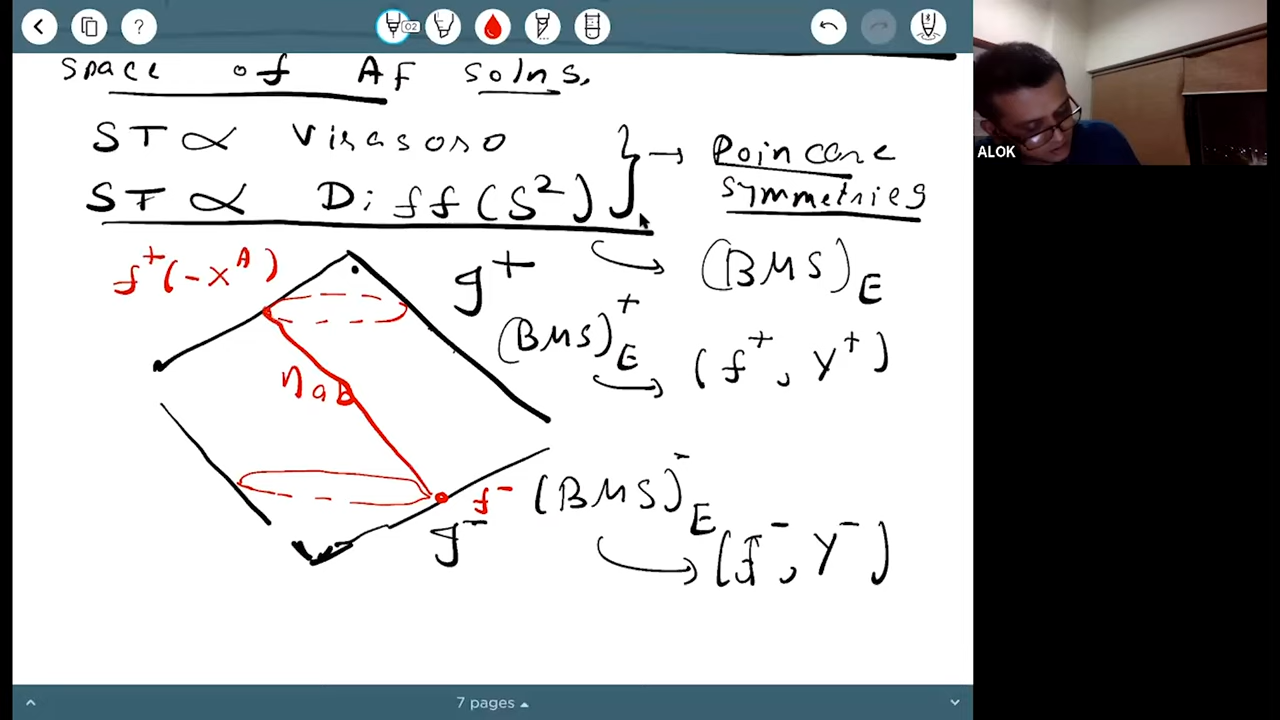 space of AF solns.
ST ∝ Virasoro
ST ∝ Diff(S²) } → Poincare symmetries
f⁺(-x^A)
g⁺
(BMS)_E
(BMS)⁺_E
(f⁺, Y⁺)
η_ab
f⁻
(BMS)⁻_E
g⁻
(f⁻, Y⁻)
02
?
ALOK
7 pages